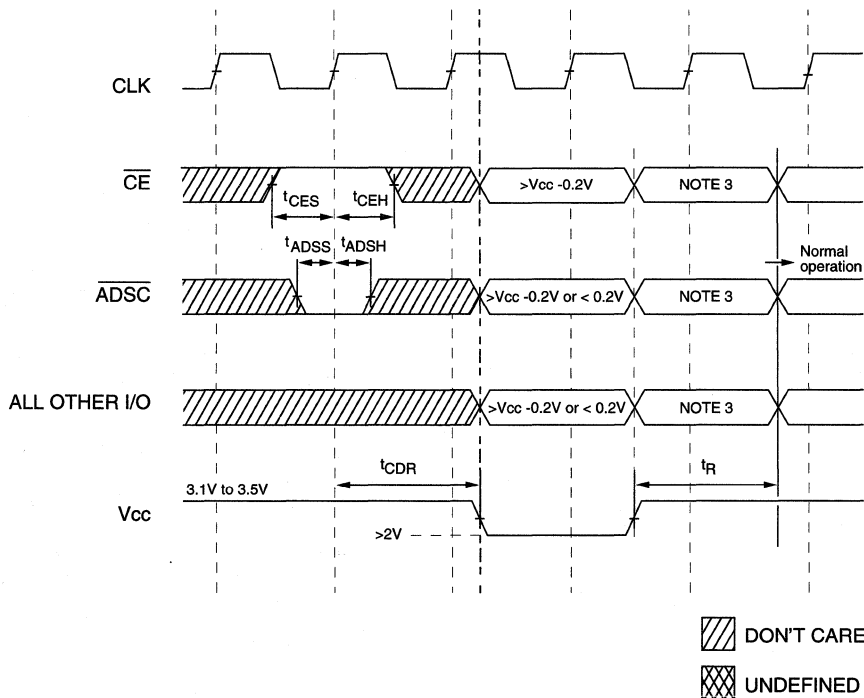 CLK
CE
>Vcc -0.2V
NOTE 3
tCES
tCEH
tADSS
tADSH
Normal
operation
ADSC
>Vcc -0.2V or < 0.2V
NOTE 3
ALL OTHER I/O
>Vcc -0.2V or < 0.2V
NOTE 3
tCDR
tR
3.1V to 3.5V
Vcc
>2V
DON'T CARE
UNDEFINED